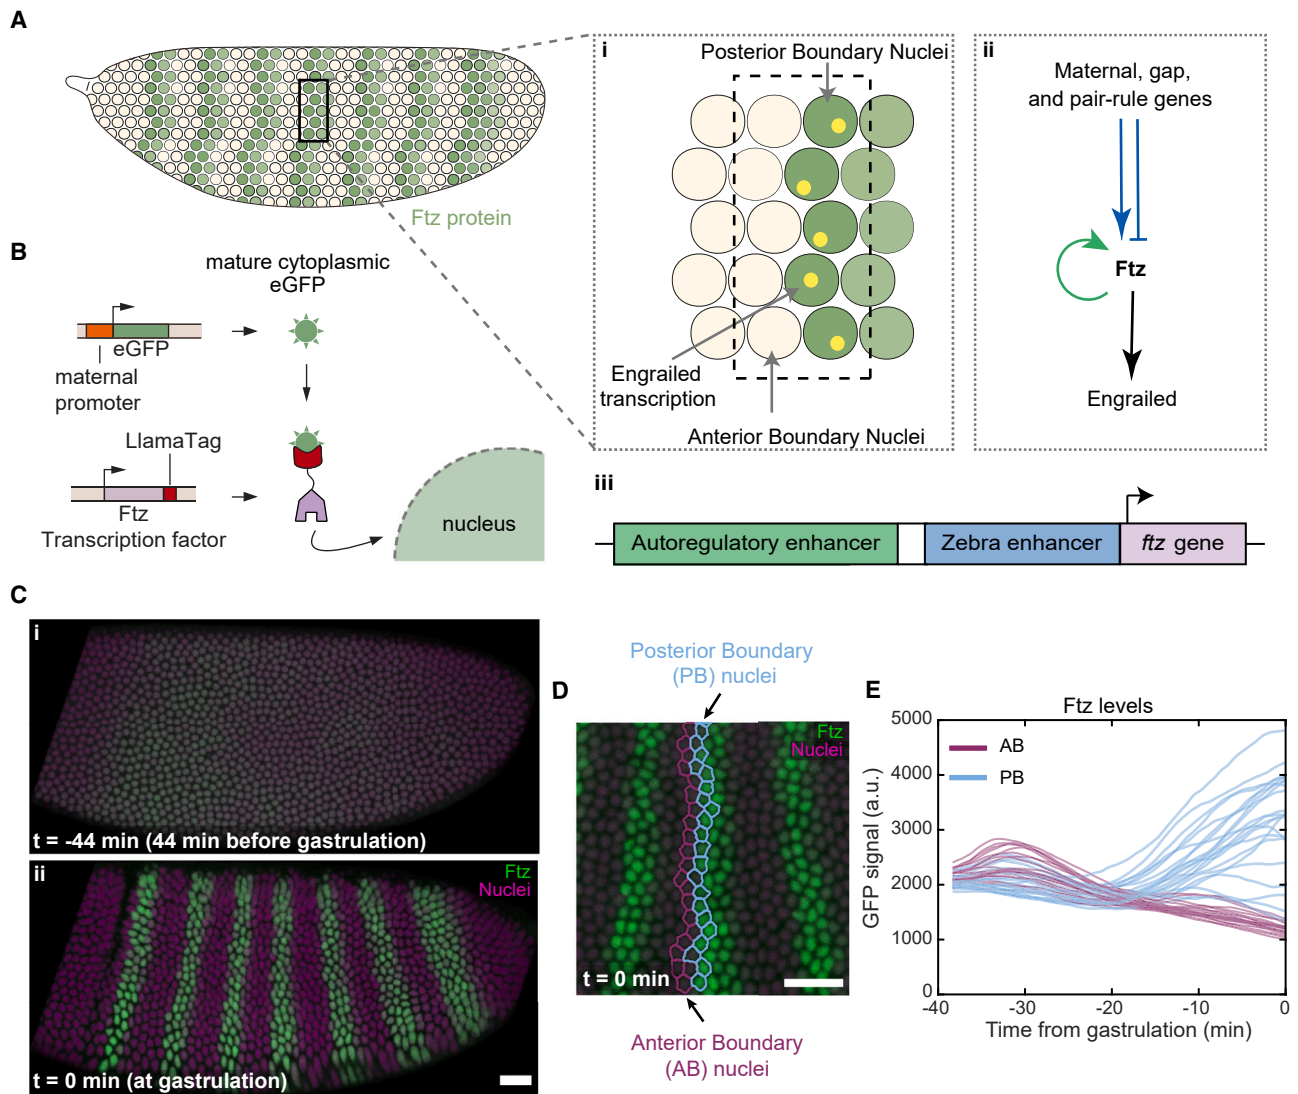 A
Ftz protein
i
Posterior Boundary Nuclei
Engrailed
transcription
Anterior Boundary Nuclei
ii
Maternal, gap,
and pair-rule genes
Ftz
Engrailed
iii
Autoregulatory enhancer
Zebra enhancer
ftz gene
B
mature cytoplasmic
eGFP
eGFP
maternal
promoter
LlamaTag
Ftz
Transcription factor
nucleus
C
i
t = -44 min (44 min before gastrulation)
ii
Ftz
Nuclei
t = 0 min (at gastrulation)
D
Posterior Boundary
(PB) nuclei
Ftz
Nuclei
t = 0 min
Anterior Boundary
(AB) nuclei
E
Ftz levels
AB
PB
GFP signal (a.u.)
5000
4000
3000
2000
1000
0
-40
-30
-20
-10
0
Time from gastrulation (min)